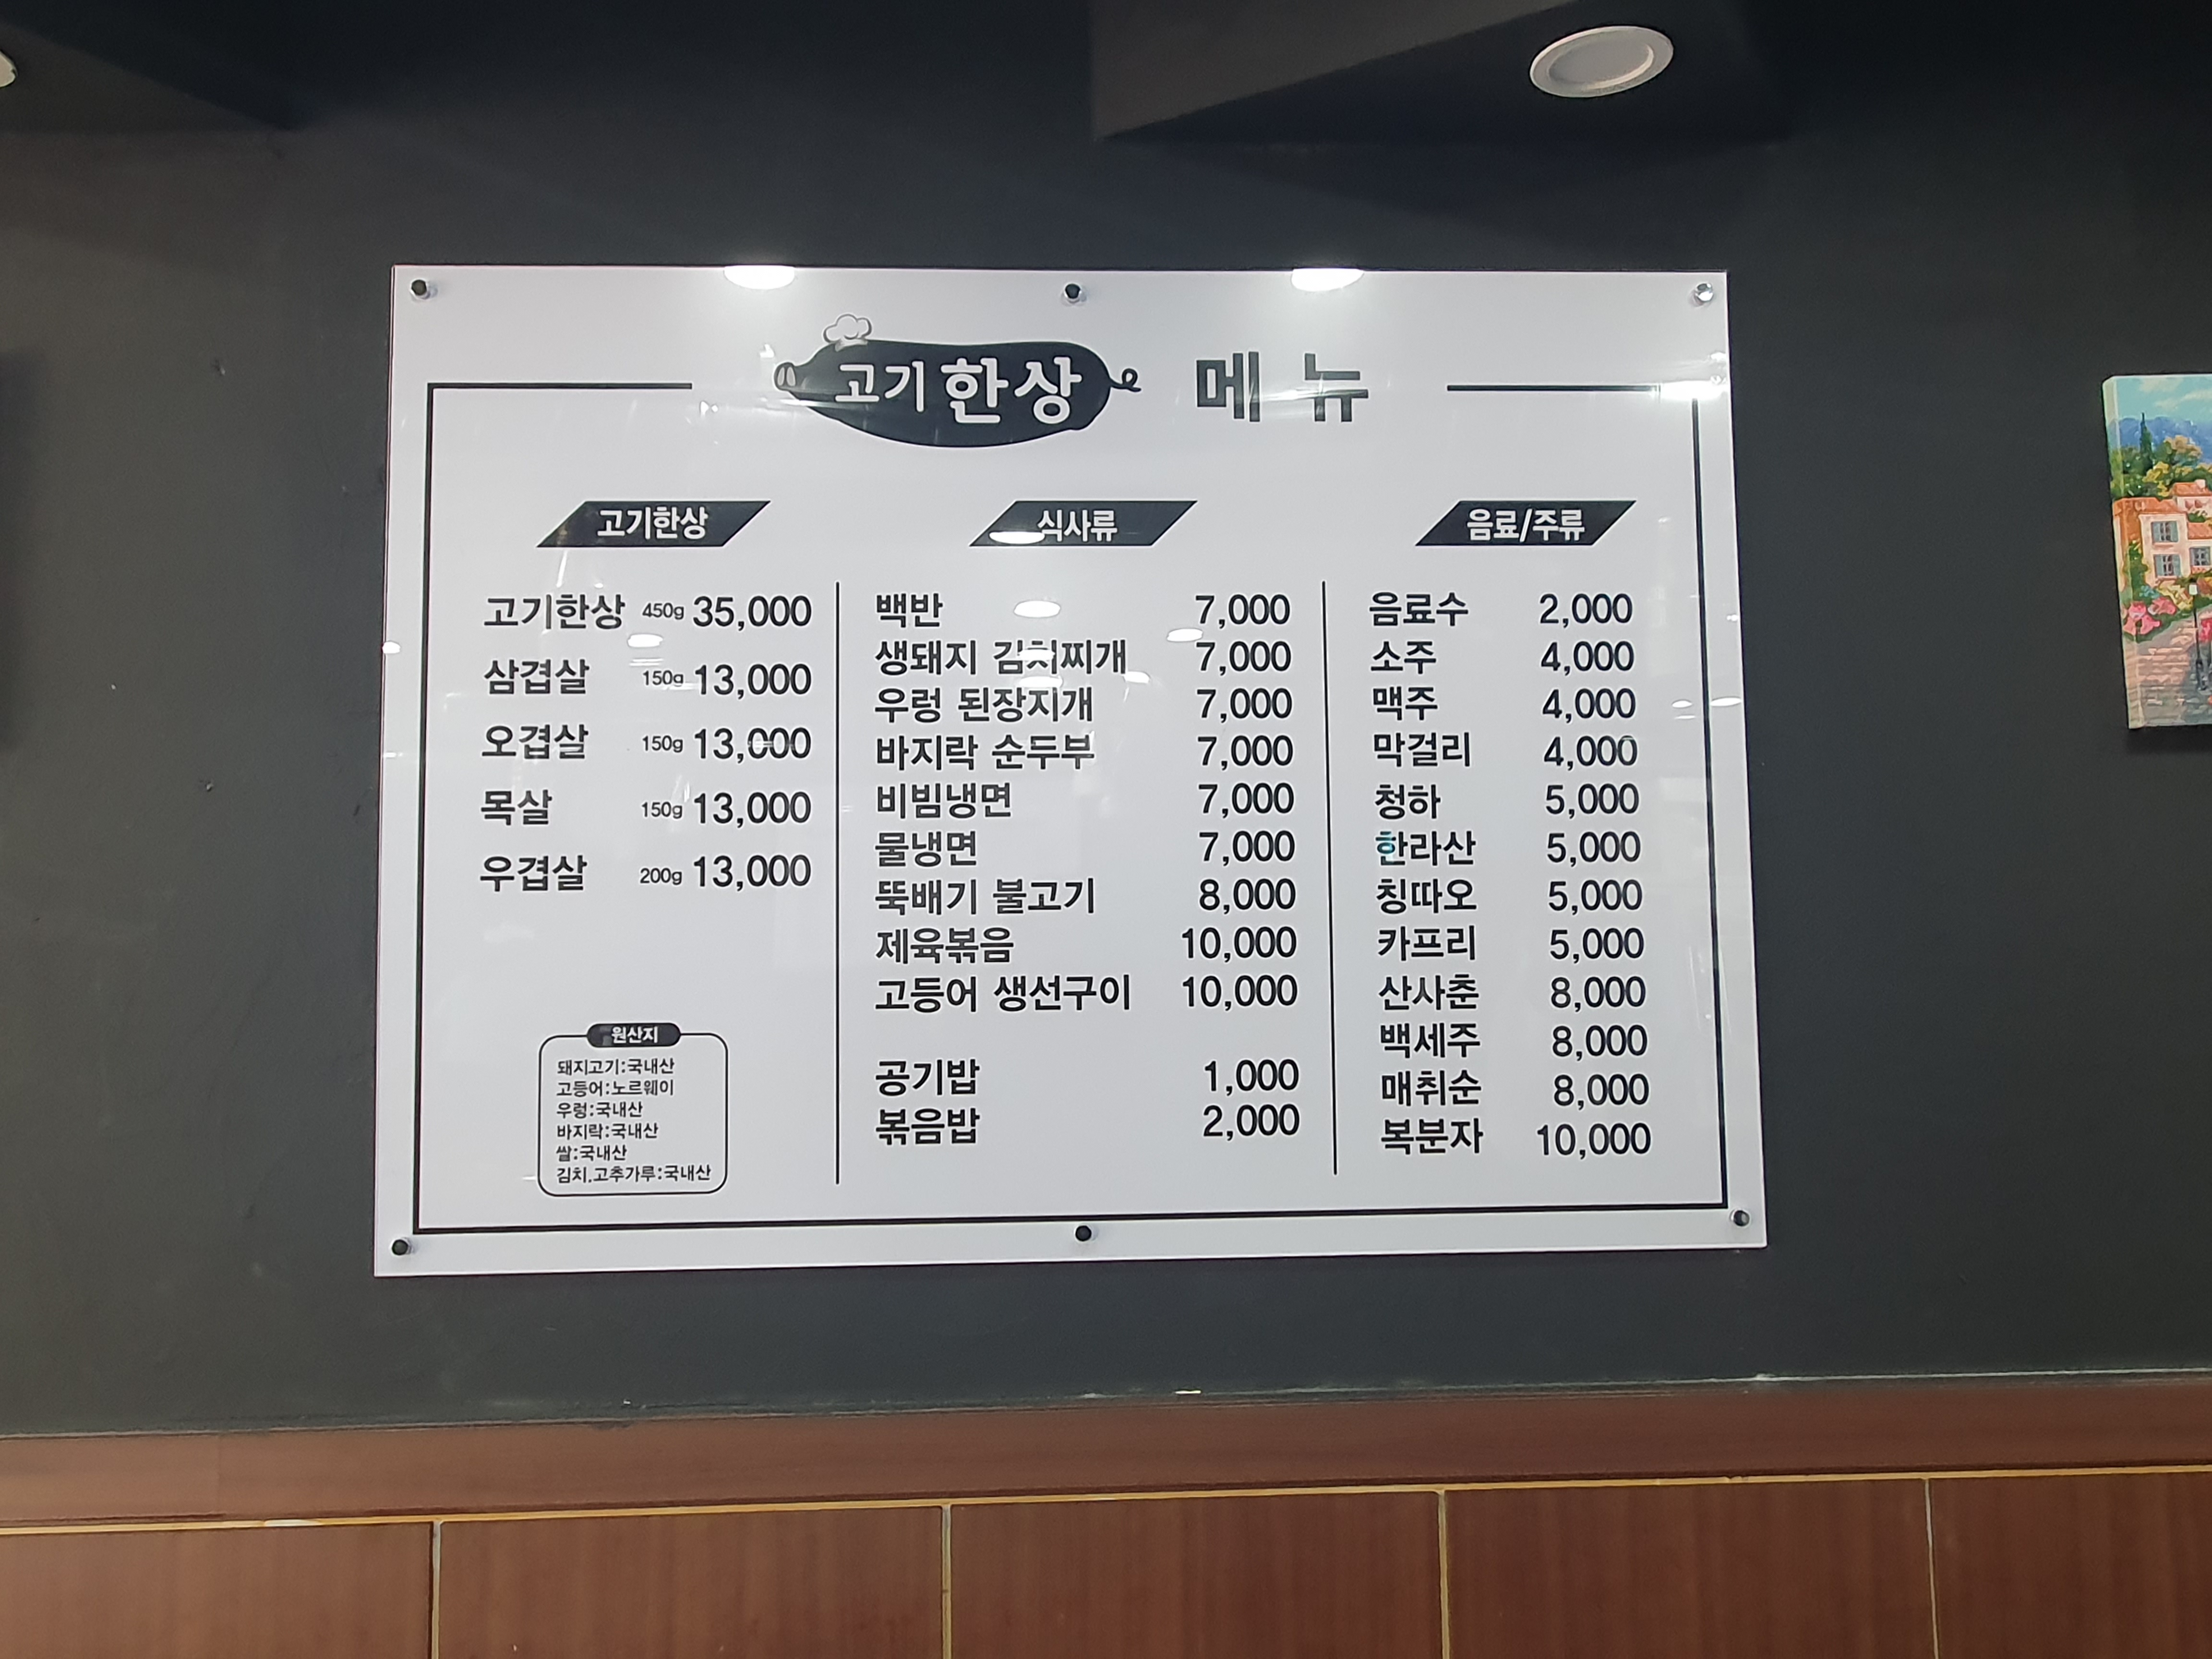 고기한상 메뉴
고기한상
고기한상 450g 35,000
삼겹살 150g 13,000
오겹살 150g 13,000
목살 150g 13,000
우겹살 200g 13,000
원산지
돼지고기:국내산
고등어:노르웨이
우렁:국내산
바지락:국내산
쌀:국내산
김치,고추가루:국내산
식사류
백반 7,000
생돼지 김치찌개 7,000
우렁 된장지개 7,000
바지락 순두부 7,000
비빔냉면 7,000
물냉면 7,000
뚝배기 불고기 8,000
제육볶음 10,000
고등어 생선구이 10,000
공기밥 1,000
볶음밥 2,000
음료/주류
음료수 2,000
소주 4,000
맥주 4,000
막걸리 4,000
청하 5,000
한라산 5,000
칭따오 5,000
카프리 5,000
산사춘 8,000
백세주 8,000
매취순 8,000
복분자 10,000